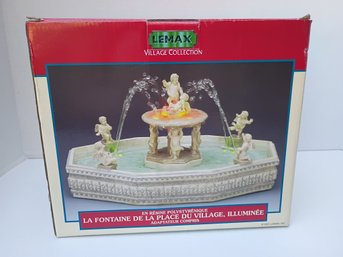 LEMAX
VILLAGE COLLECTION
EN RÉSINE POLYSTYRÉNIQUE
LA FONTAINE DE LA PLACE DU VILLAGE, ILLUMINÉE
ADAPTATEUR COMPRIS